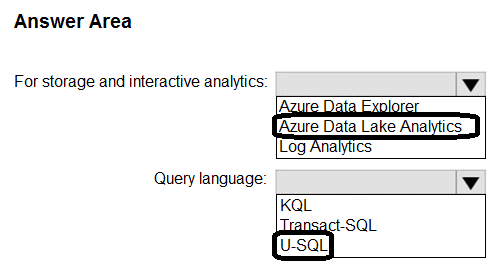 Answer Area
For storage and interactive analytics:
Azure Data Explorer
Azure Data Lake Analytics
Log Analytics
Query language:
KQL
Transact-SQL
U-SQL